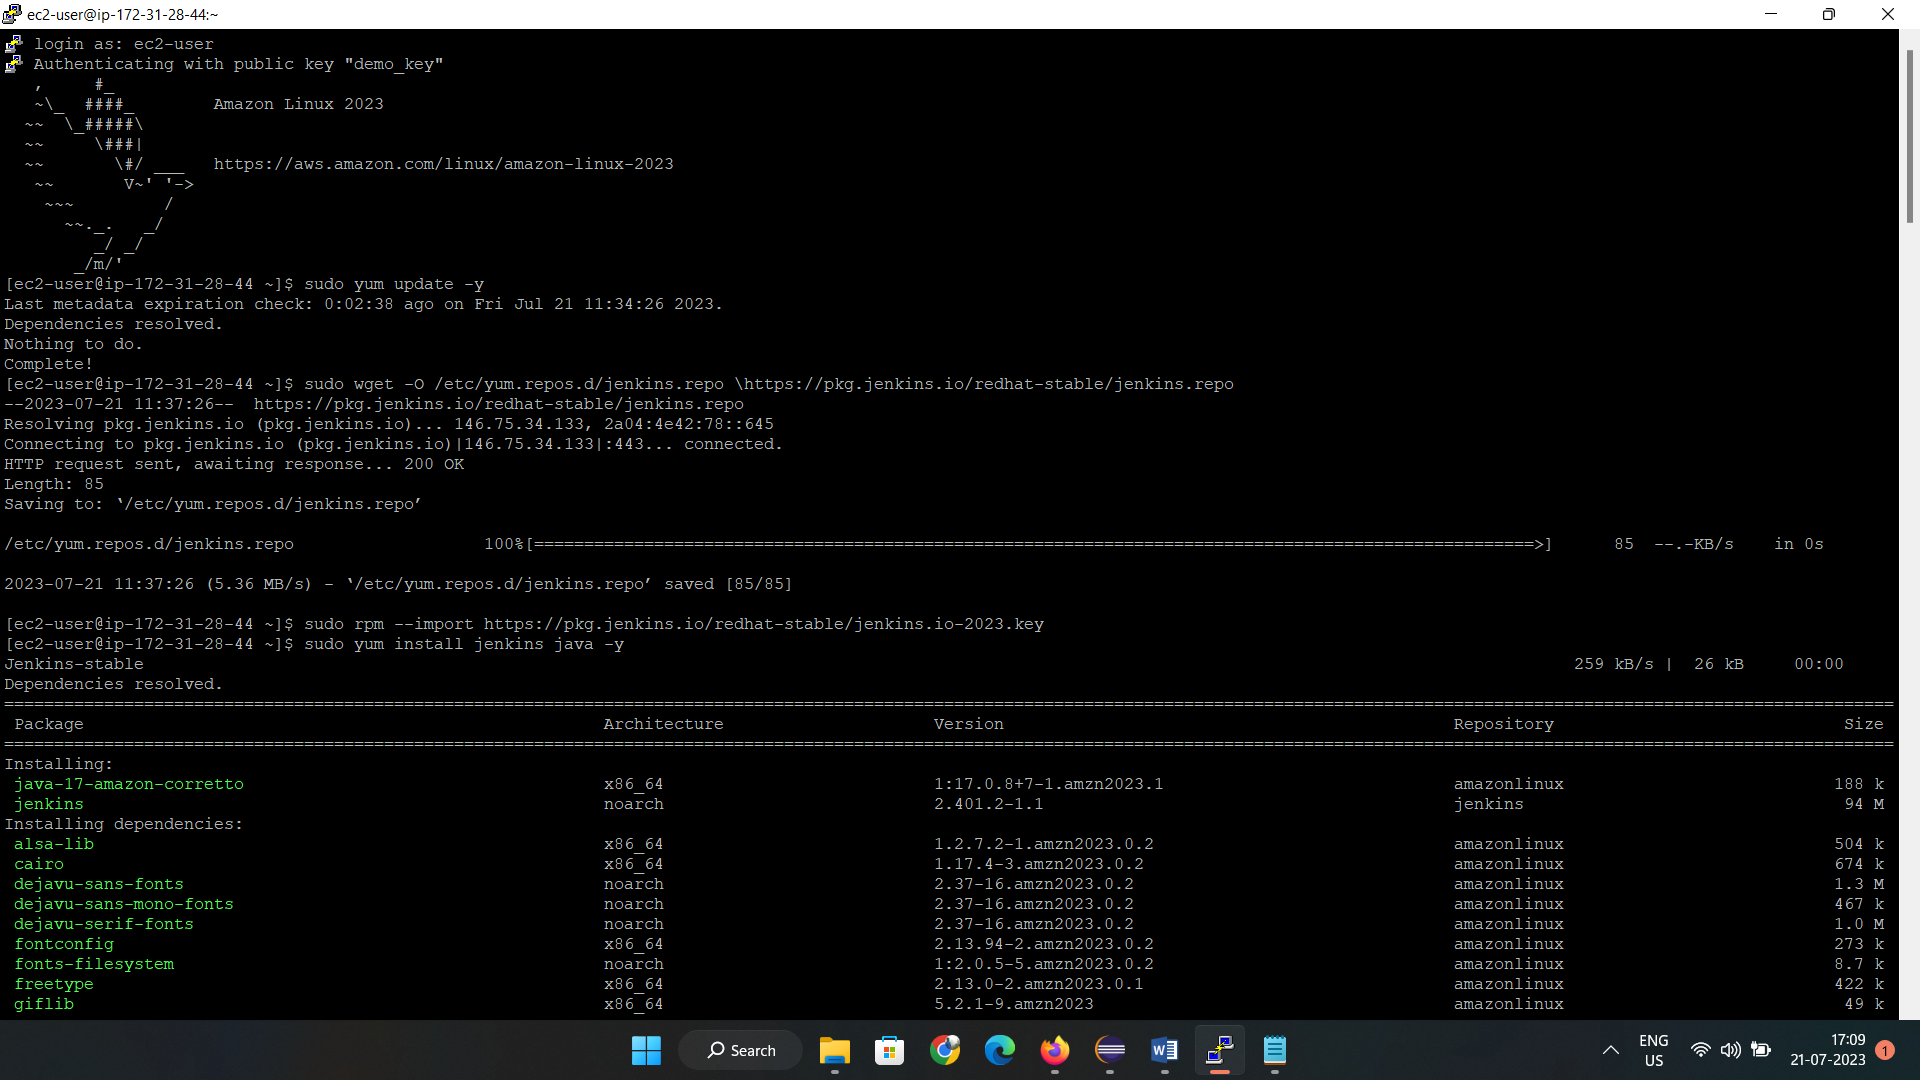 ec2-user@ip-172-31-28-44:~
login as: ec2-user
Authenticating with public key "demo_key"
   ,     #_
   ~\_  ####_        Amazon Linux 2023
  ~~  \_#####\
  ~~     \###|
  ~~       \#/ ___   https://aws.amazon.com/linux/amazon-linux-2023
   ~~       V~' '->
    ~~~         /
      ~~._.   _/
         _/ _/
       _/m/'
[ec2-user@ip-172-31-28-44 ~]$ sudo yum update -y
Last metadata expiration check: 0:02:38 ago on Fri Jul 21 11:34:26 2023.
Dependencies resolved.
Nothing to do.
Complete!
[ec2-user@ip-172-31-28-44 ~]$ sudo wget -O /etc/yum.repos.d/jenkins.repo \https://pkg.jenkins.io/redhat-stable/jenkins.repo
--2023-07-21 11:37:26--  https://pkg.jenkins.io/redhat-stable/jenkins.repo
Resolving pkg.jenkins.io (pkg.jenkins.io)... 146.75.34.133, 2a04:4e42:78::645
Connecting to pkg.jenkins.io (pkg.jenkins.io)|146.75.34.133|:443... connected.
HTTP request sent, awaiting response... 200 OK
Length: 85
Saving to: ‘/etc/yum.repos.d/jenkins.repo’
/etc/yum.repos.d/jenkins.repo 100%[====================================================================================================>] 85 --.-KB/s in 0s
2023-07-21 11:37:26 (5.36 MB/s) - ‘/etc/yum.repos.d/jenkins.repo’ saved [85/85]
[ec2-user@ip-172-31-28-44 ~]$ sudo rpm --import https://pkg.jenkins.io/redhat-stable/jenkins.io-2023.key
[ec2-user@ip-172-31-28-44 ~]$ sudo yum install jenkins java -y
Jenkins-stable 259 kB/s | 26 kB 00:00
Dependencies resolved.
Package Architecture Version Repository Size
Installing:
java-17-amazon-corretto x86_64 1:17.0.8+7-1.amzn2023.1 amazonlinux 188 k
jenkins noarch 2.401.2-1.1 jenkins 94 M
Installing dependencies:
alsa-lib x86_64 1.2.7.2-1.amzn2023.0.2 amazonlinux 504 k
cairo x86_64 1.17.4-3.amzn2023.0.2 amazonlinux 674 k
dejavu-sans-fonts noarch 2.37-16.amzn2023.0.2 amazonlinux 1.3 M
dejavu-sans-mono-fonts noarch 2.37-16.amzn2023.0.2 amazonlinux 467 k
dejavu-serif-fonts noarch 2.37-16.amzn2023.0.2 amazonlinux 1.0 M
fontconfig x86_64 2.13.94-2.amzn2023.0.2 amazonlinux 273 k
fonts-filesystem noarch 1:2.0.5-5.amzn2023.0.2 amazonlinux 8.7 k
freetype x86_64 2.13.0-2.amzn2023.0.1 amazonlinux 422 k
giflib x86_64 5.2.1-9.amzn2023 amazonlinux 49 k
Search
ENG
US
17:09
21-07-2023
1